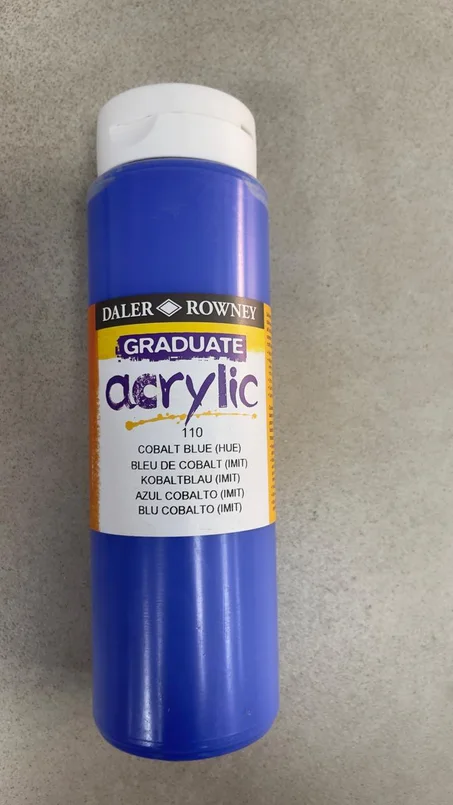 DALER ROWNEY
GRADUATE
acrylic
110
COBALT BLUE (HUE)
BLEU DE COBALT (IMIT)
KOBALTBLAU (IMIT)
AZUL COBALTO (IMIT)
BLU COBALTO (IMIT)